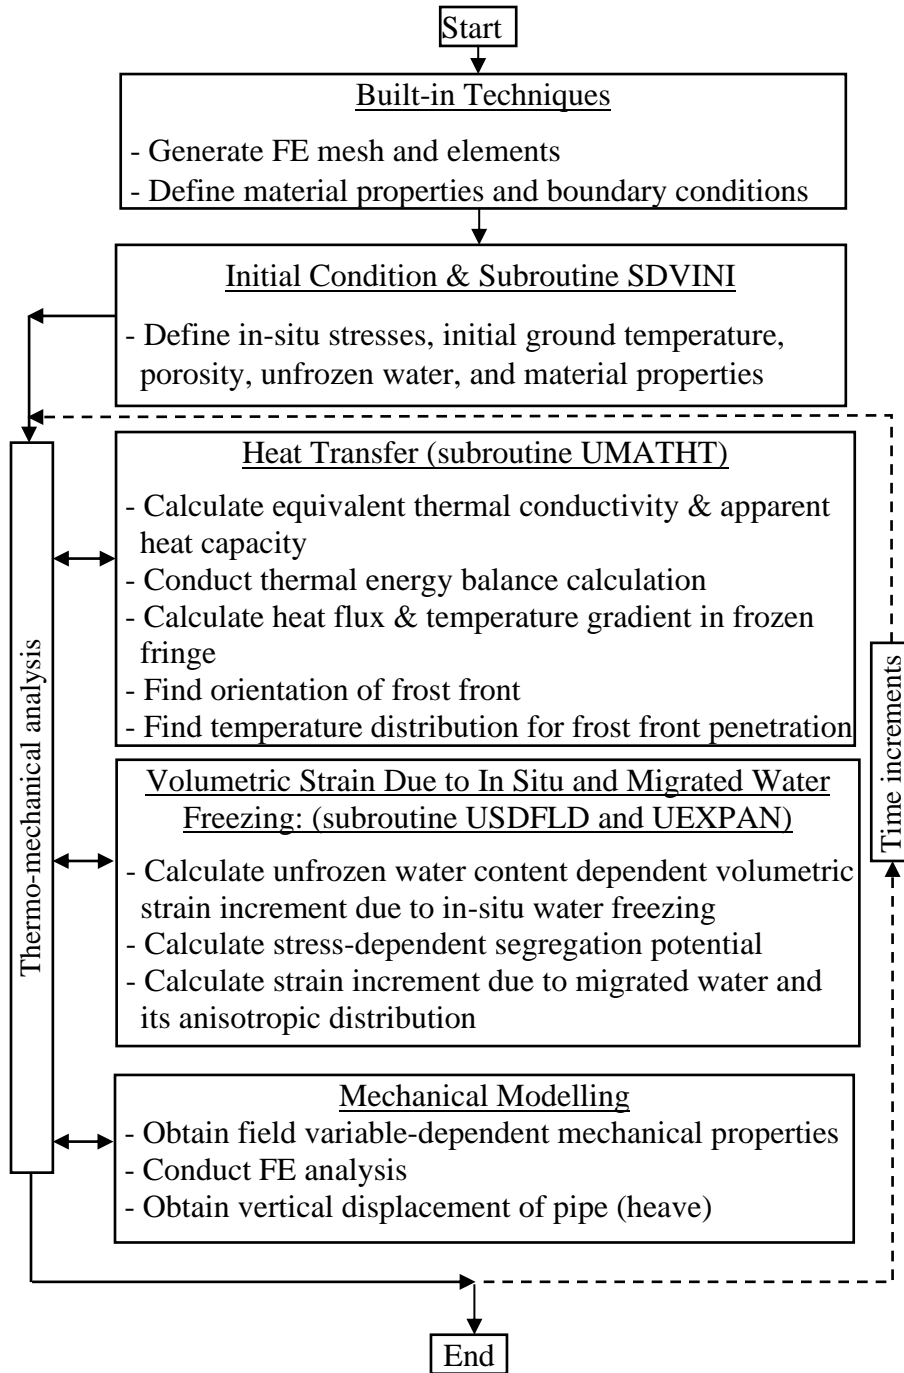 Start
Built-in Techniques
- Generate FE mesh and elements
- Define material properties and boundary conditions
Initial Condition & Subroutine SDVINI
- Define in-situ stresses, initial ground temperature,
porosity, unfrozen water, and material properties
Thermo-mechanical analysis
Heat Transfer (subroutine UMATHT)
- Calculate equivalent thermal conductivity & apparent
heat capacity
- Conduct thermal energy balance calculation
- Calculate heat flux & temperature gradient in frozen
fringe
- Find orientation of frost front
- Find temperature distribution for frost front penetration
Time increments
Volumetric Strain Due to In Situ and Migrated Water
Freezing: (subroutine USDFLD and UEXPAN)
- Calculate unfrozen water content dependent volumetric
strain increment due to in-situ water freezing
- Calculate stress-dependent segregation potential
- Calculate strain increment due to migrated water and
its anisotropic distribution
Mechanical Modelling
- Obtain field variable-dependent mechanical properties
- Conduct FE analysis
- Obtain vertical displacement of pipe (heave)
End